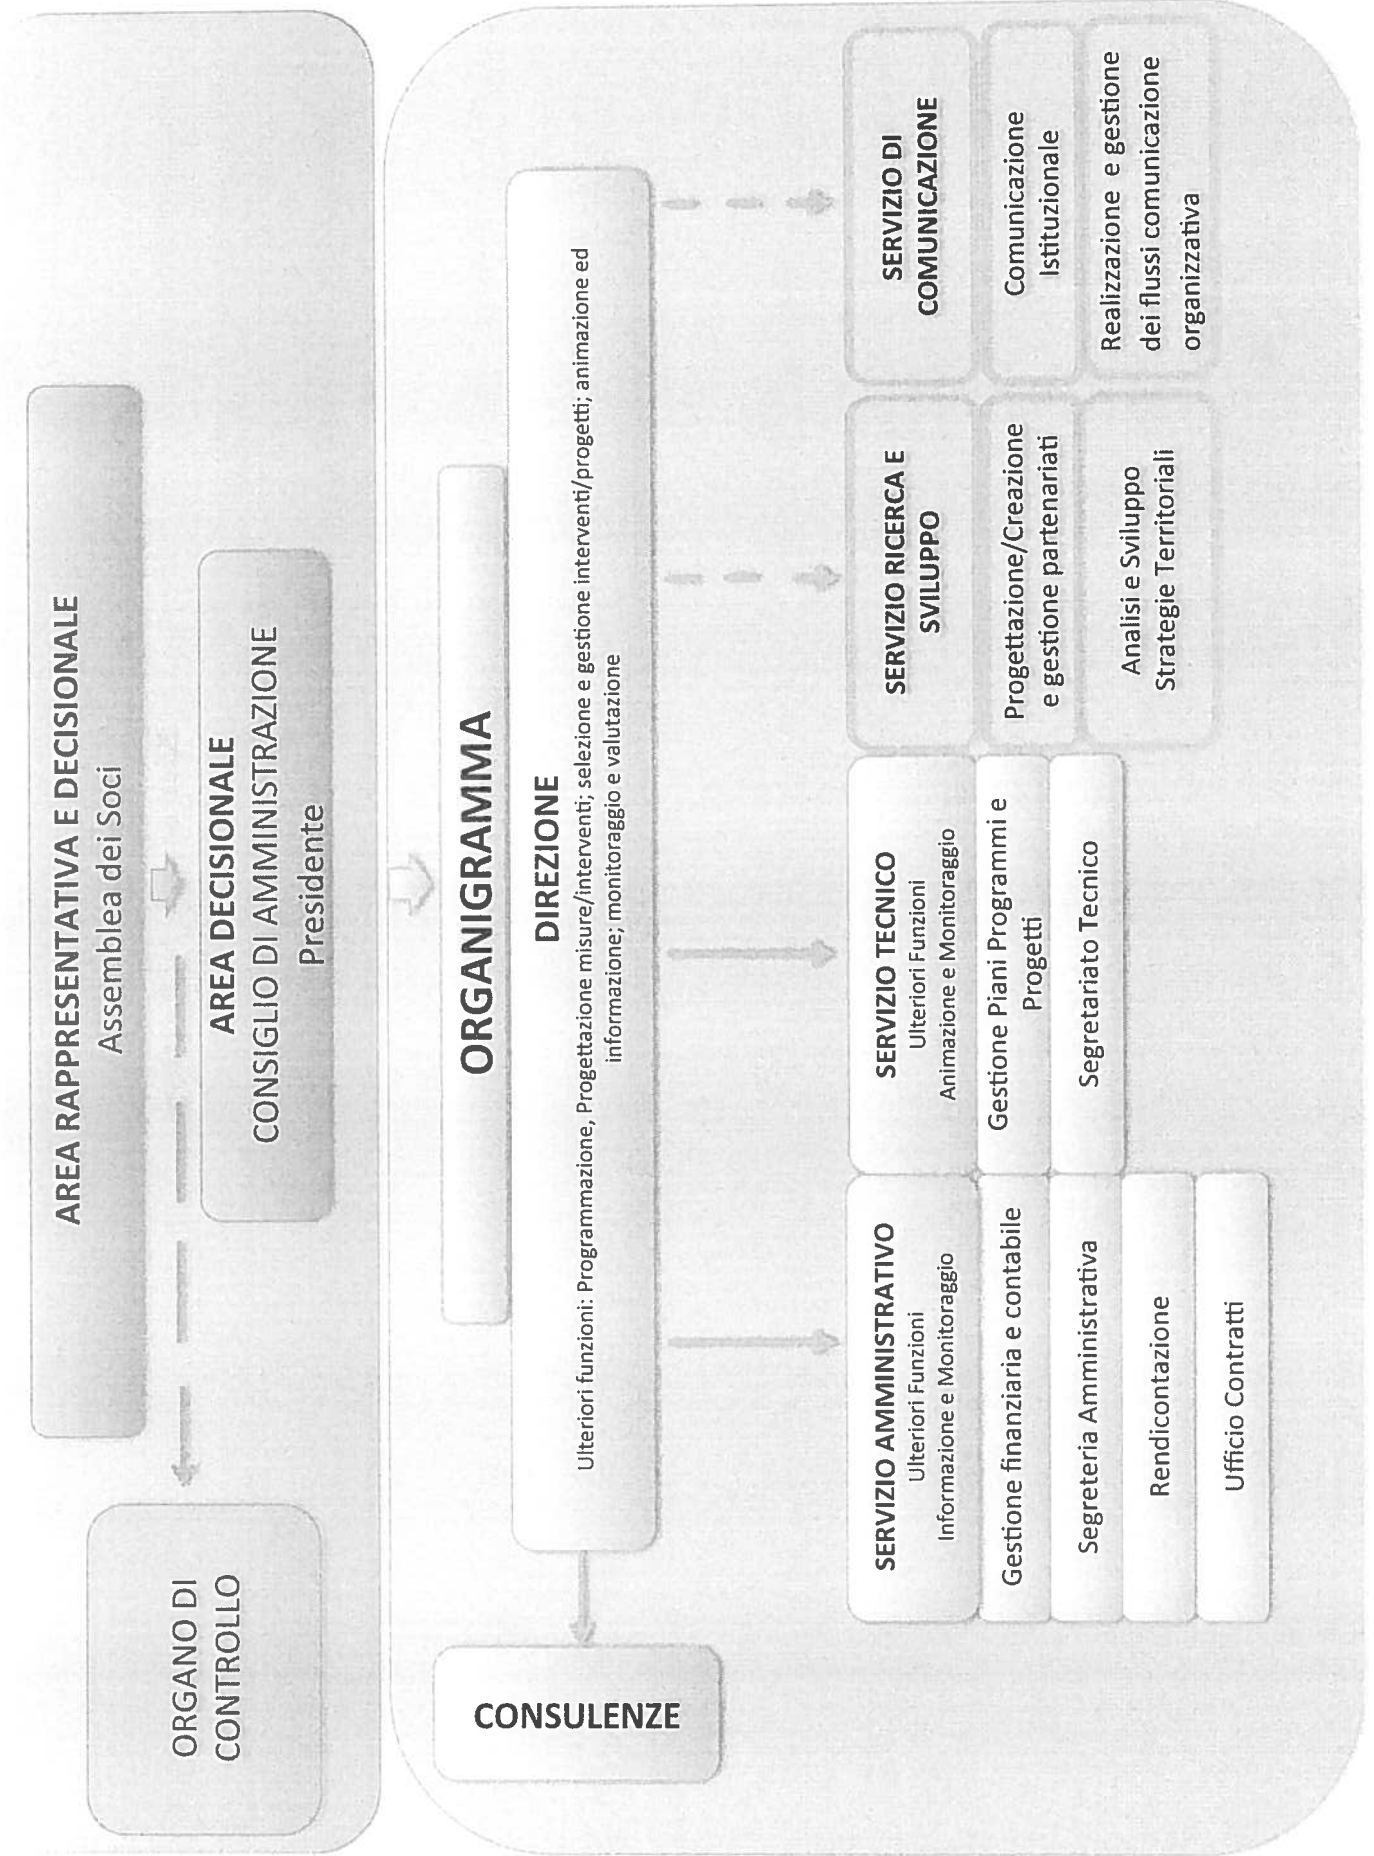 AREA RAPPRESENTATIVA E DECISIONALE
Assemblea dei Soci
ORGANO DI
CONTROLLO
AREA DECISIONALE
CONSIGLIO DI AMMINISTRAZIONE
Presidente
ORGANIGRAMMA
CONSULENZE
DIREZIONE
Ulteriori funzioni: Programmazione, Progettazione misure/interventi; selezione e gestione interventi/progetti; animazione ed
informazione; monitoraggio e valutazione
SERVIZIO AMMINISTRATIVO
Ulteriori Funzioni
Informazione e Monitoraggio
Gestione finanziaria e contabile
Segreteria Amministrativa
Rendicontazione
Ufficio Contratti
SERVIZIO TECNICO
Ulteriori Funzioni
Animazione e Monitoraggio
Gestione Piani Programmi e
Progetti
Segretariato Tecnico
SERVIZIO RICERCA E
SVILUPPO
Progettazione/Creazione
e gestione partenariati
Analisi e Sviluppo
Strategie Territoriali
SERVIZIO DI
COMUNICAZIONE
Comunicazione
Istituzionale
Realizzazione e gestione
dei flussi comunicazione
organizzativa